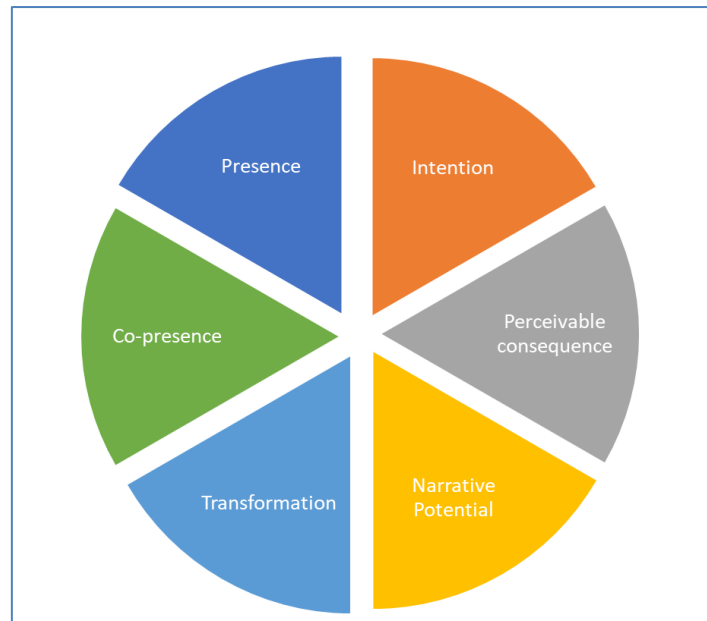 Presence
Intention
Co-presence
Perceivable
consequence
Transformation
Narrative
Potential